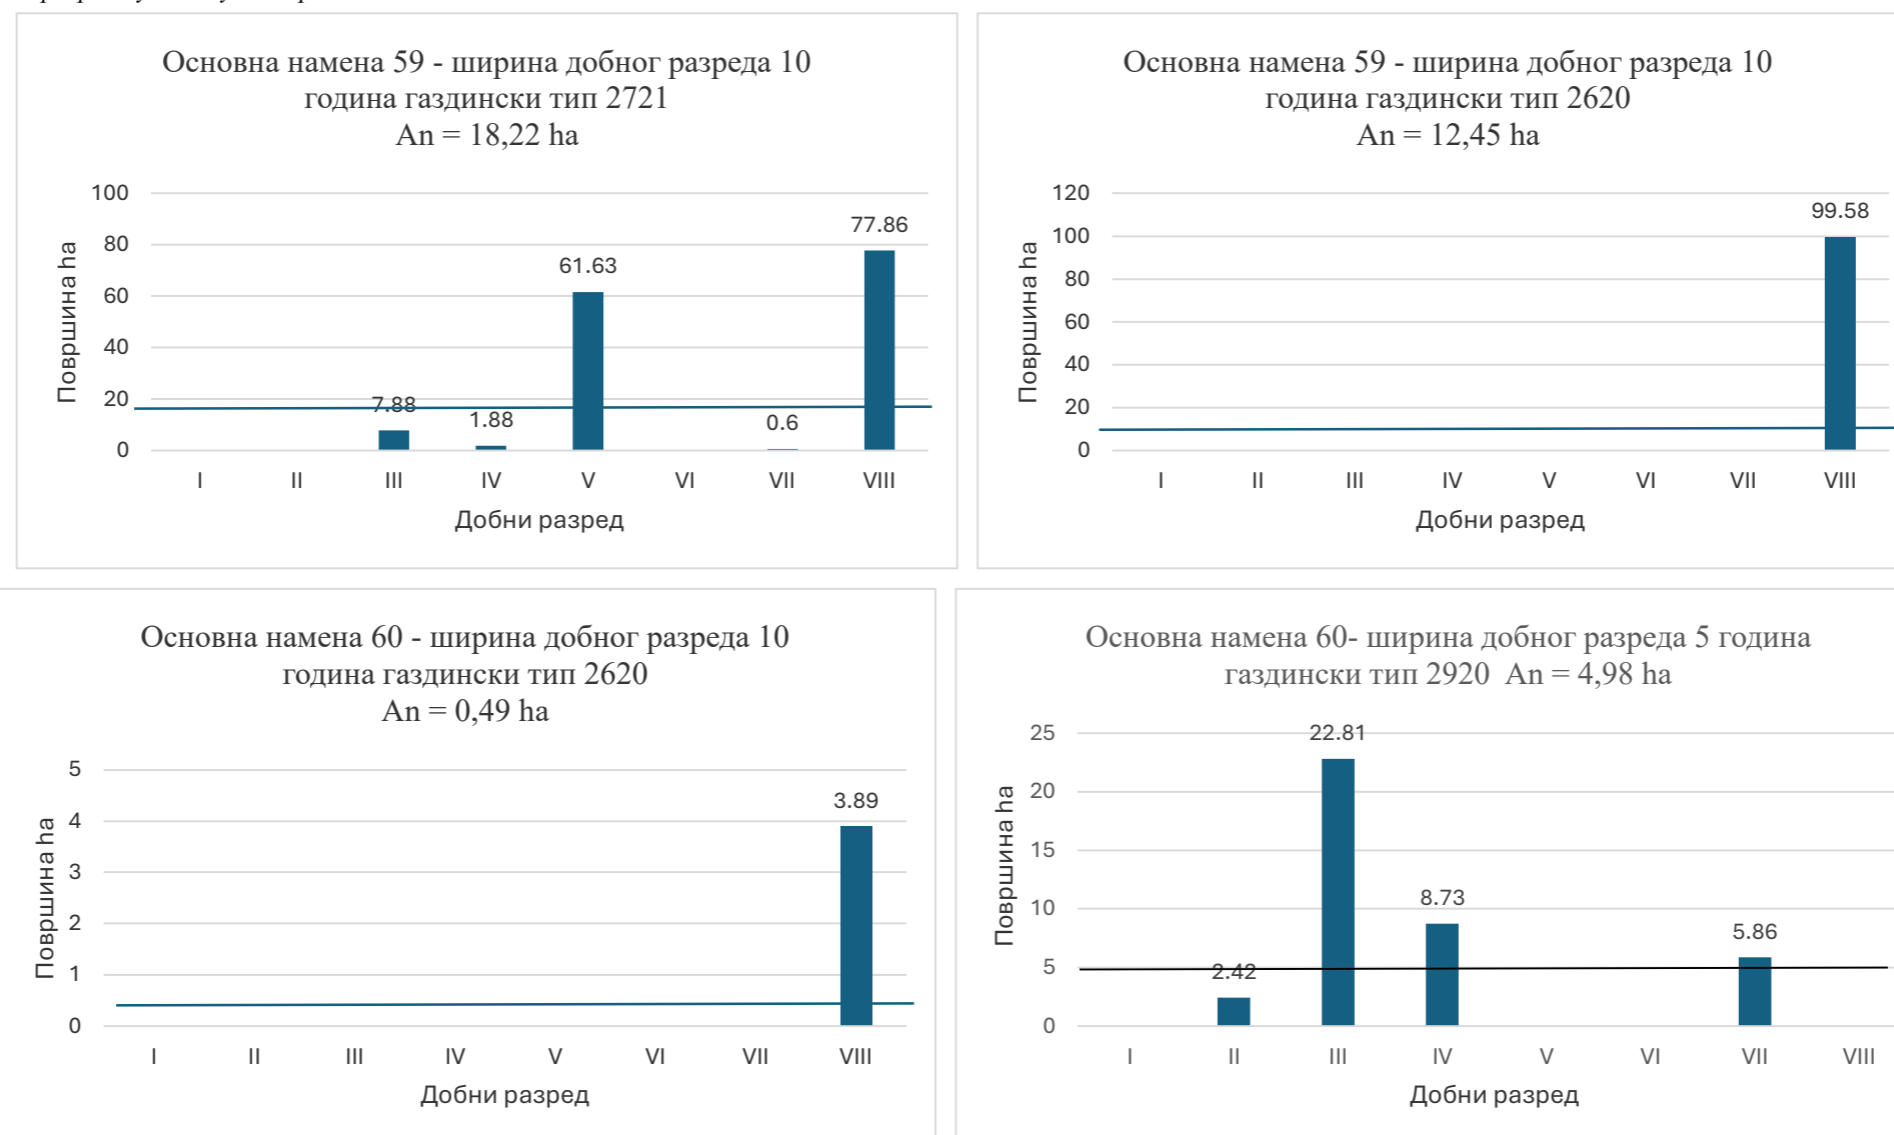 Основна намена 59 - ширина добног разреда 10
година газдински тип 2721
An = 18,22 ha
Површина ha
100
80
60
40
20
0
7.88
1.88
61.63
0.6
77.86
I II III IV V VI VII VIII
Добни разред
Основна намена 59 - ширина добног разреда 10
година газдински тип 2620
An = 12,45 ha
Површина ha
120
100
80
60
40
20
0
99.58
I II III IV V VI VII VIII
Добни разред
Основна намена 60 - ширина добног разреда 10
година газдински тип 2620
An = 0,49 ha
Површина ha
5
4
3
2
1
0
3.89
I II III IV V VI VII VIII
Добни разред
Основна намена 60- ширина добног разреда 5 година
газдински тип 2920 An = 4,98 ha
Површина ha
25
20
15
10
5
0
2.42
22.81
8.73
5.86
I II III IV V VI VII VIII
Добни разред